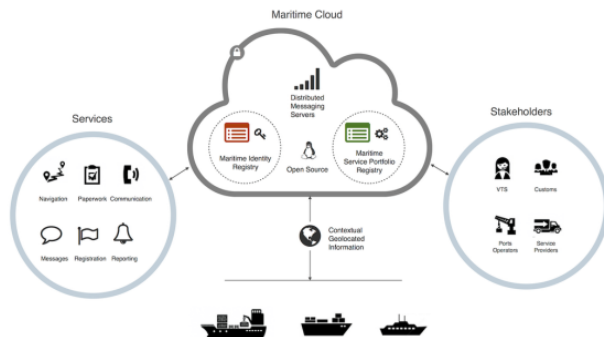 Maritime Cloud
Distributed
Messaging
Servers
Services
Stakeholders
Maritime Identity
Registry
Open Source
Maritime
Service Portfolio
Registry
Navigation
Paperwork
Communication
VTS
Customs
Contextual
Geolocated
Information
Messages
Registration
Reporting
Ports
Operators
Service
Providers